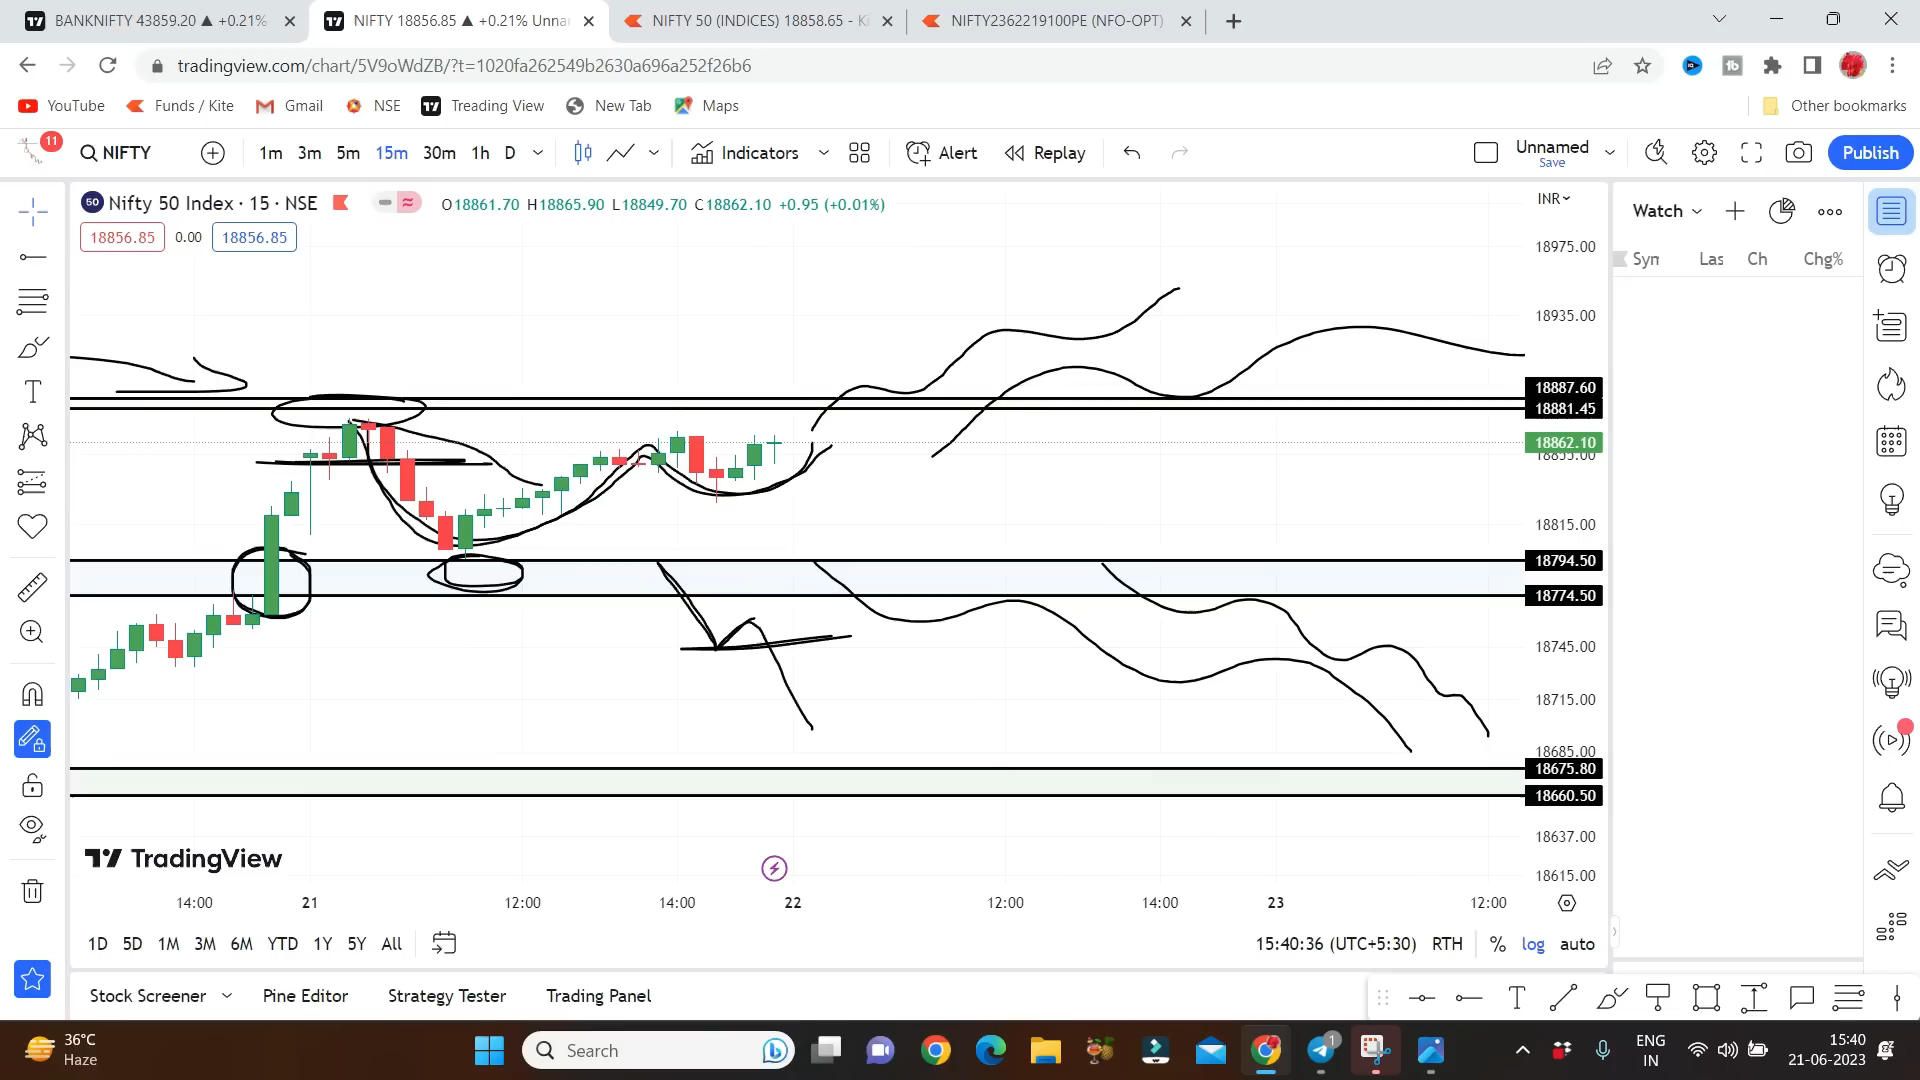 BANKNIFTY 43859.20 ▲ +0.21%
NIFTY 18856.85 ▲ +0.21% Unna
NIFTY 50 (INDICES) 18858.65 - Ki
NIFTY2362219100PE (NFO-OPT)
tradingview.com/chart/5V9oWdZB/?t=1020fa262549b2630a696a252f26b6
YouTube Funds / Kite Gmail NSE Treading View New Tab Maps Other bookmarks
11 NIFTY 1m 3m 5m 15m 30m 1h D Indicators Alert Replay Unnamed Publish
Save
50 Nifty 50 Index · 15 · NSE O18861.70 H18865.90 L18849.70 C18862.10 +0.95 (+0.01%) INR
18856.85 0.00 18856.85
Watch
Syn Las Ch Chg%
18975.00
18935.00
18887.60
18881.45
18862.10
18855.00
18815.00
18794.50
18774.50
18745.00
18715.00
18685.00
18675.80
18660.50
18637.00
18615.00
TradingView
14:00 21 12:00 14:00 22 12:00 14:00 23 12:00
1D 5D 1M 3M 6M YTD 1Y 5Y All 15:40:36 (UTC+5:30) RTH % log auto
Stock Screener Pine Editor Strategy Tester Trading Panel
36°C
Haze
Search
1
ENG
IN
15:40
21-06-2023